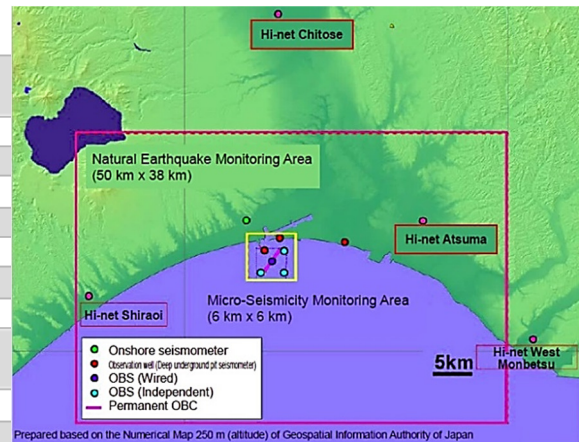 Hi-net Chitose
Natural Earthquake Monitoring Area
(50 km x 38 km)
Hi-net Atsuma
Micro-Seismicity Monitoring Area
(6 km x 6 km)
Hi-net Shiraoi
Hi-net West
Monbetsu
5km
Onshore seismometer
Observation well (Deep underground pit seismometer)
OBS (Wired)
OBS (Independent)
Permanent OBC
Prepared based on the Numerical Map 250 m (altitude) of Geospatial Information Authority of Japan